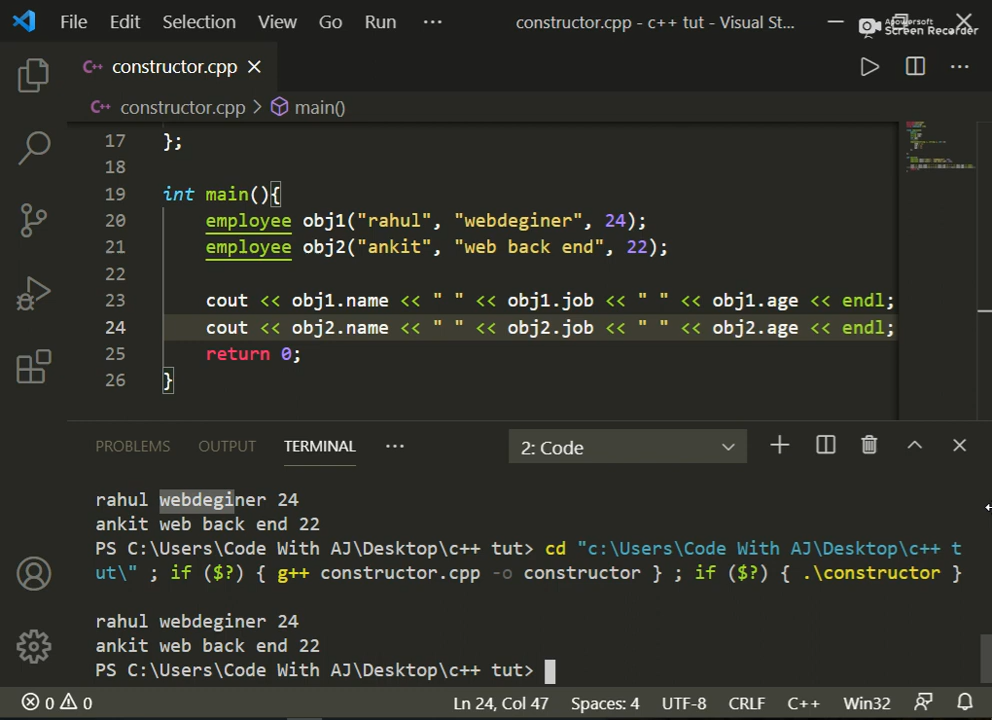 File Edit Selection View Go Run ··· constructor.cpp - c++ tut - Visual St...
Apowersoft
Screen Recorder
C++ constructor.cpp
C++ constructor.cpp > main()
17 };
18
19 int main(){
20 employee obj1("rahul", "webdeginer", 24);
21 employee obj2("ankit", "web back end", 22);
22
23 cout << obj1.name << " " << obj1.job << " " << obj1.age << endl;
24 cout << obj2.name << " " << obj2.job << " " << obj2.age << endl;
25 return 0;
26 }
PROBLEMS OUTPUT TERMINAL ··· 2: Code
rahul webdeginer 24
ankit web back end 22
PS C:\Users\Code With AJ\Desktop\c++ tut> cd "c:\Users\Code With AJ\Desktop\c++ t
ut\" ; if ($?) { g++ constructor.cpp -o constructor } ; if ($?) { .\constructor }
rahul webdeginer 24
ankit web back end 22
PS C:\Users\Code With AJ\Desktop\c++ tut>
0 0 Ln 24, Col 47 Spaces: 4 UTF-8 CRLF C++ Win32